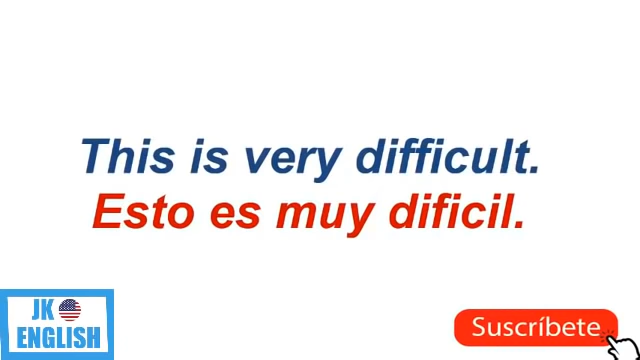 This is very difficult.
Esto es muy dificil.
JK
ENGLISH
Suscríbete